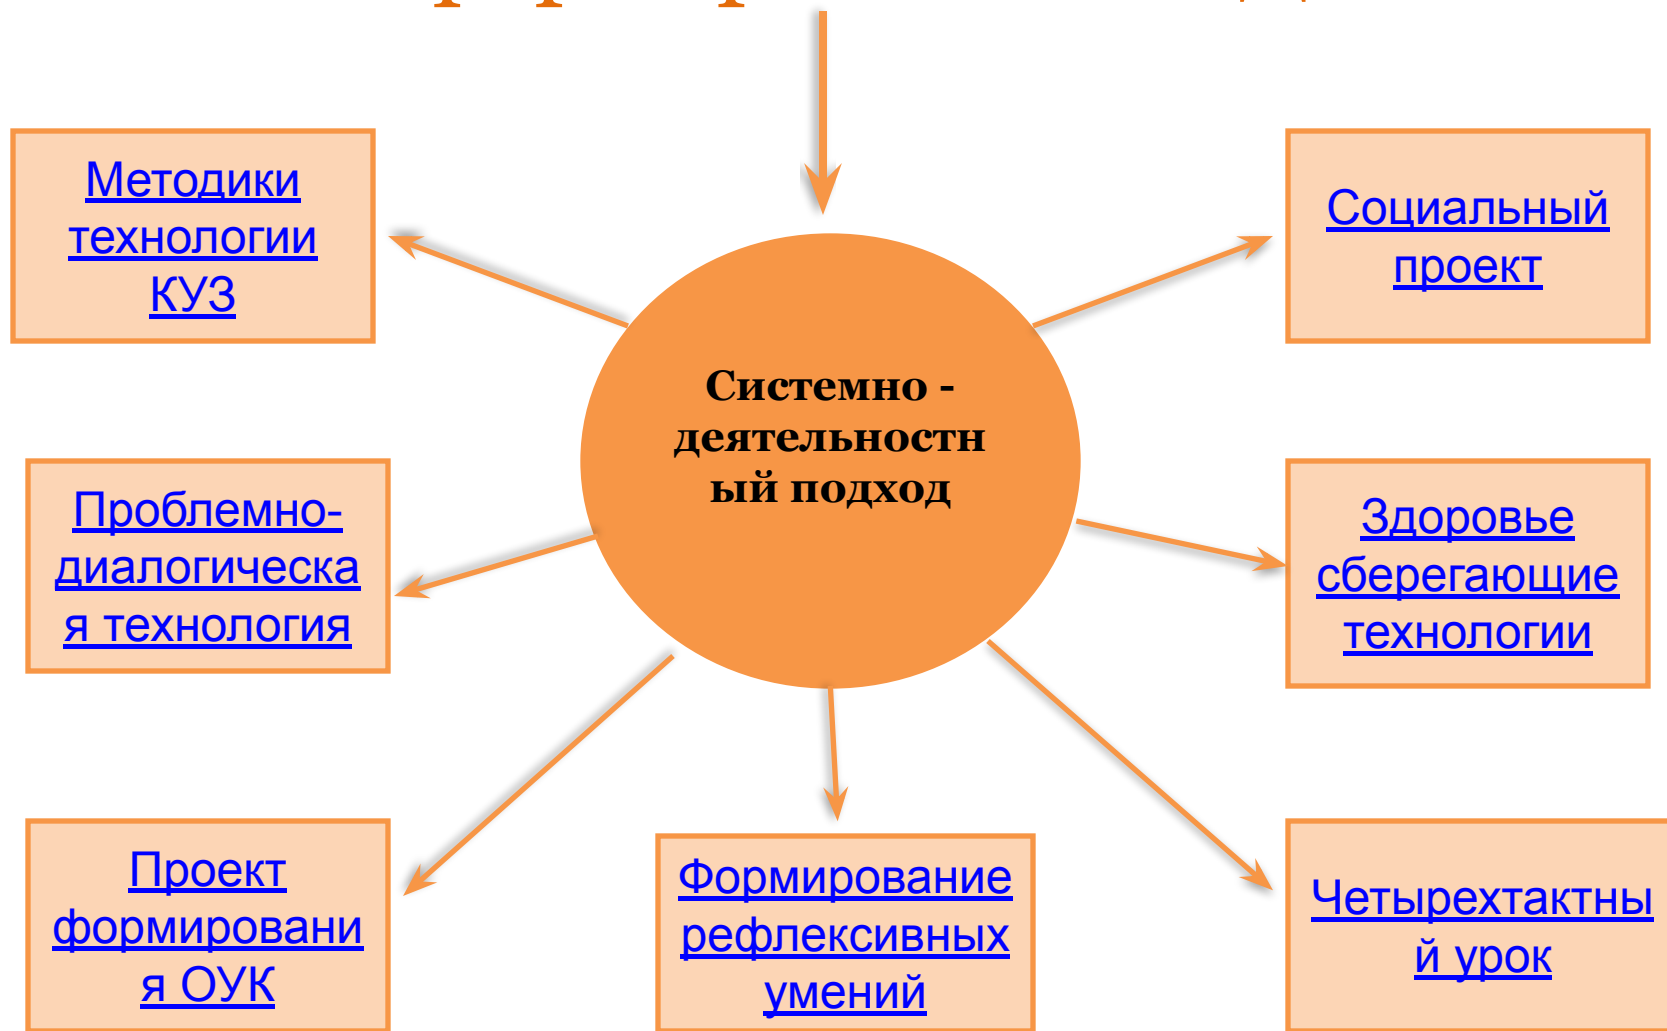 Методики
технологии
КУЗ
Социальный
проект
Системно -
деятельностн
ый подход
Проблемно-
диалогическа
я технология
Здоровье
сберегающие
технологии
Проект
формировани
я ОУК
Формирование
рефлексивных
умений
Четырехтактны
й урок